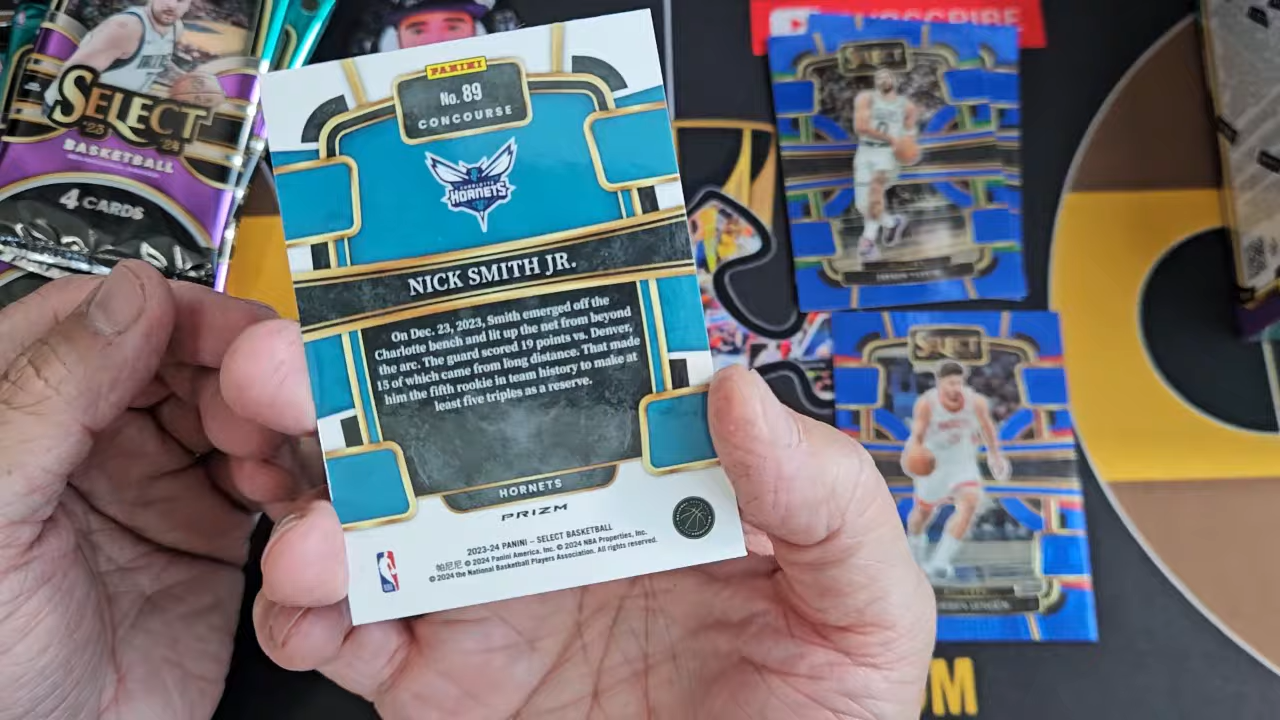 SELECT
'23 '24
BASKETBALL
4 CARDS
PANINI
No. 89
CONCOURSE
CHARLOTTE
HORNETS
NICK SMITH JR.
On Dec. 23, 2023, Smith emerged off the
Charlotte bench and lit up the net from beyond
the arc. The guard scored 19 points vs. Denver,
15 of which came from long distance. That made
him the fifth rookie in team history to make at
least five triples as a reserve.
HORNETS
PRIZM
2023-24 PANINI – SELECT BASKETBALL
帕尼尼 © 2024 Panini America, Inc. © 2024 NBA Properties, Inc.
© 2024 the National Basketball Players Association. All rights reserved.
SUBSCRIBE
SELECT
SELECT